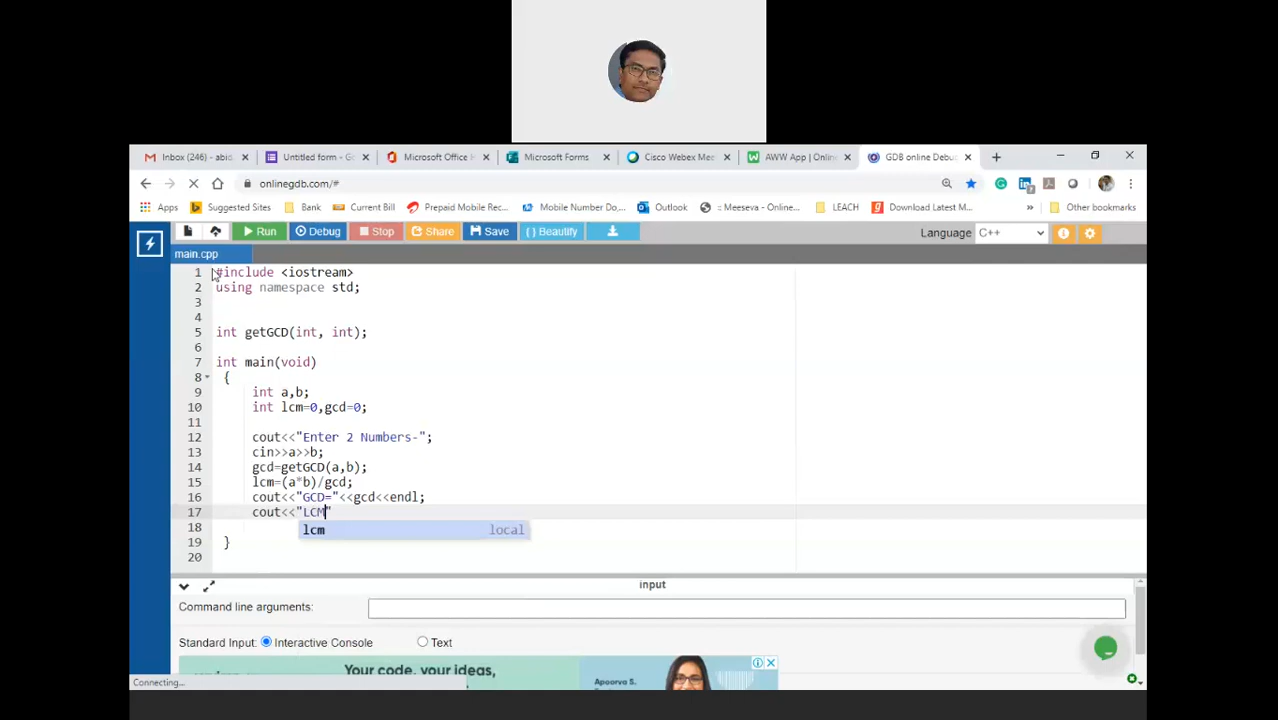 Inbox (246) - abid
Untitled form - Go
Microsoft Office H
Microsoft Forms
Cisco Webex Mee
AWW App | Online
GDB online Debu
onlinegdb.com/#
Apps
Suggested Sites
Bank
Current Bill
Prepaid Mobile Rec...
Mobile Number Do,...
Outlook
:: Meeseva - Online...
LEACH
Download Latest M...
»
Other bookmarks
Run
Debug
Stop
Share
Save
{ } Beautify
Language C++
main.cpp
1 #include <iostream>
2 using namespace std;
3
4
5 int getGCD(int, int);
6
7 int main(void)
8 {
9 int a,b;
10 int lcm=0,gcd=0;
11
12 cout<<"Enter 2 Numbers-";
13 cin>>a>>b;
14 gcd=getGCD(a,b);
15 lcm=(a*b)/gcd;
16 cout<<"GCD="<<gcd<<endl;
17 cout<<"LCM"
lcm local
18
19 }
20
input
Command line arguments:
Standard Input: Interactive Console Text
Your code, your ideas,
Apoorva S.
Connecting...